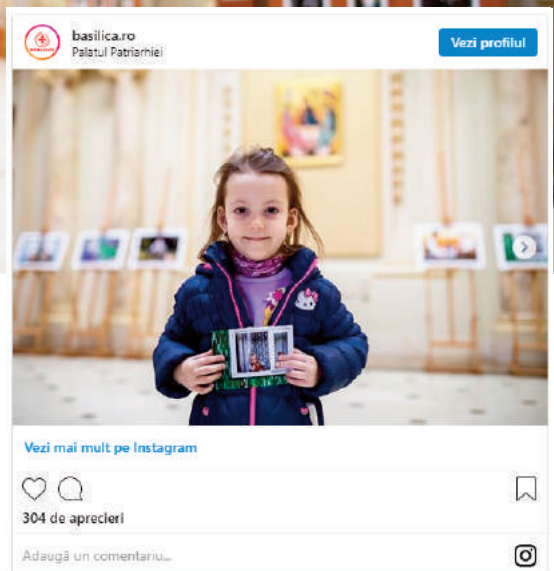 basilica.ro
Palatul Patriarhiei
Vezi profilul
Vezi mai mult pe Instagram
304 de aprecieri
Adaugă un comentariu...